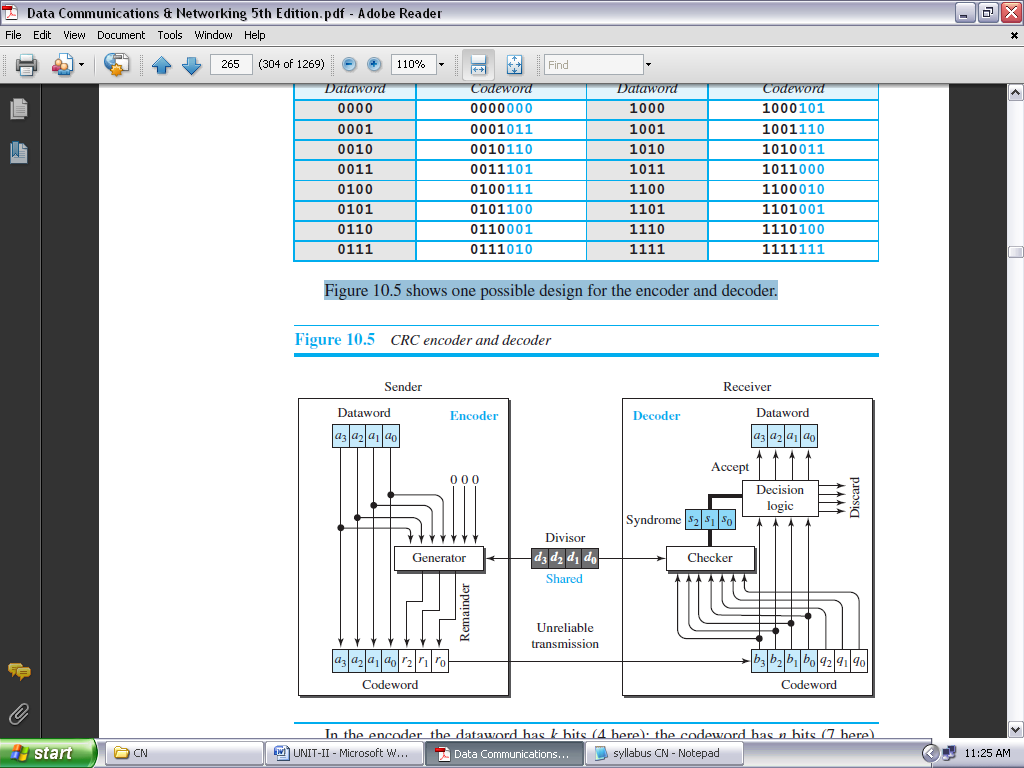 Data Communications & Networking 5th Edition.pdf - Adobe Reader
File Edit View Document Tools Window Help
265 (304 of 1269) 110% Find
Dataword Codeword Dataword Codeword
0000 0000000 1000 1000101
0001 0001011 1001 1001110
0010 0010110 1010 1010011
0011 0011101 1011 1011000
0100 0100111 1100 1100010
0101 0101100 1101 1101001
0110 0110001 1110 1110100
0111 0111010 1111 1111111
Figure 10.5 shows one possible design for the encoder and decoder.
Figure 10.5 CRC encoder and decoder
Sender
Dataword
Encoder
a3 a2 a1 a0
0 0 0
Generator
Remainder
a3 a2 a1 a0 r2 r1 r0
Codeword
Divisor
d3 d2 d1 d0
Shared
Unreliable
transmission
Receiver
Decoder
Dataword
a3 a2 a1 a0
Accept
Decision
logic
Discard
Syndrome s2 s1 s0
Checker
b3 b2 b1 b0 q2 q1 q0
Codeword
In the encoder, the dataword has k bits (4 here); the codeword has n bits (7 here).
start CN UNIT-II - Microsoft W... Data Communications... syllabus CN - Notepad 11:25 AM